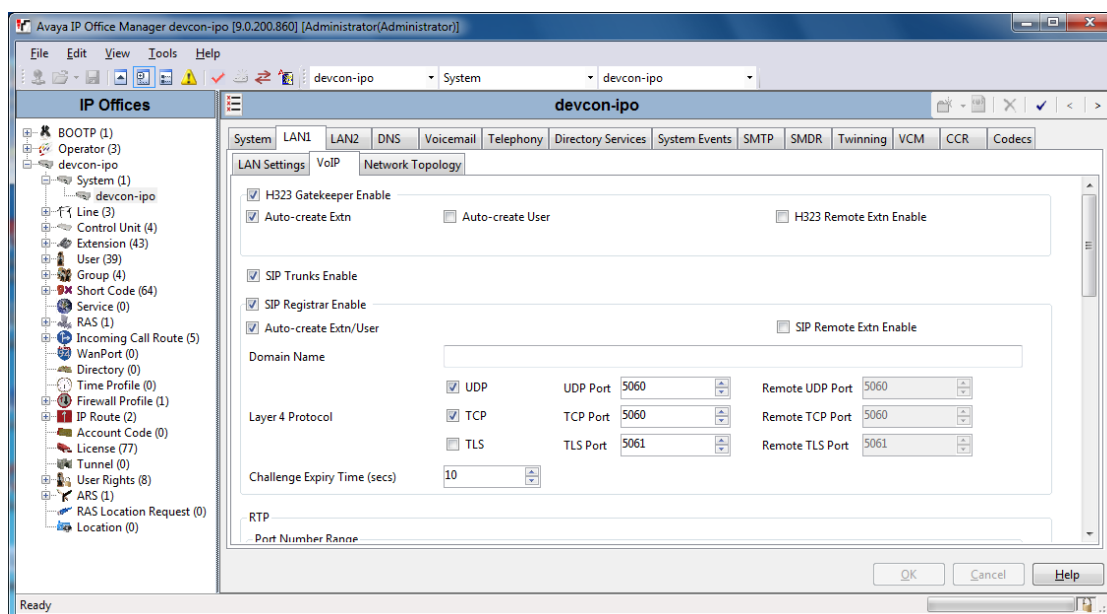 Avaya IP Office Manager devcon-ipo [9.0.200.860] [Administrator(Administrator)]
File Edit View Tools Help
devcon-ipo System devcon-ipo
IP Offices
BOOTP (1)
Operator (3)
devcon-ipo
System (1)
devcon-ipo
Line (3)
Control Unit (4)
Extension (43)
User (39)
Group (4)
Short Code (64)
Service (0)
RAS (1)
Incoming Call Route (5)
WanPort (0)
Directory (0)
Time Profile (0)
Firewall Profile (1)
IP Route (2)
Account Code (0)
License (77)
Tunnel (0)
User Rights (8)
ARS (1)
RAS Location Request (0)
Location (0)
devcon-ipo
System LAN1 LAN2 DNS Voicemail Telephony Directory Services System Events SMTP SMDR Twinning VCM CCR Codecs
LAN Settings VoIP Network Topology
H323 Gatekeeper Enable
Auto-create Extn Auto-create User H323 Remote Extn Enable
SIP Trunks Enable
SIP Registrar Enable
Auto-create Extn/User SIP Remote Extn Enable
Domain Name
UDP UDP Port 5060 Remote UDP Port 5060
Layer 4 Protocol TCP TCP Port 5060 Remote TCP Port 5060
TLS TLS Port 5061 Remote TLS Port 5061
Challenge Expiry Time (secs) 10
RTP
Port Number Range
OK Cancel Help
Ready